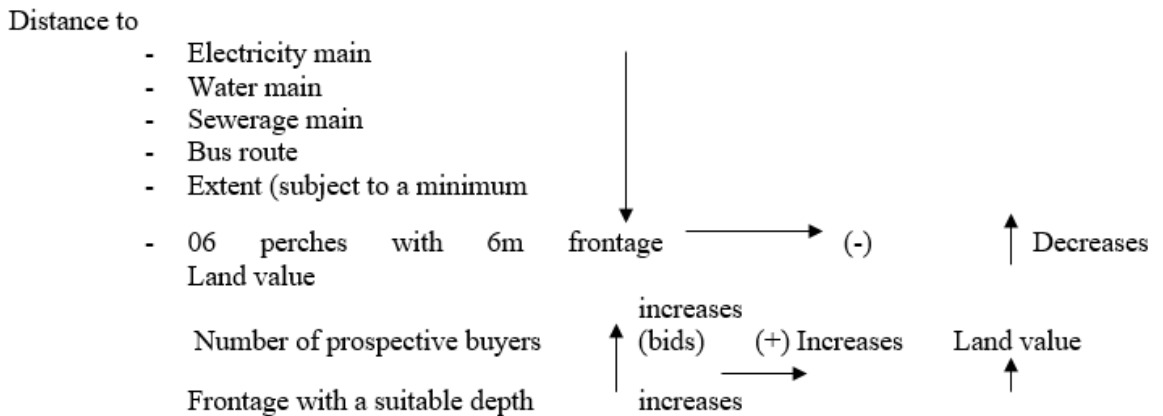 Distance to
- Electricity main
- Water main
- Sewerage main
- Bus route
- Extent (subject to a minimum
- 06 perches with 6m frontage (-) Decreases
Land value
increases
Number of prospective buyers (bids) (+) Increases Land value
Frontage with a suitable depth increases